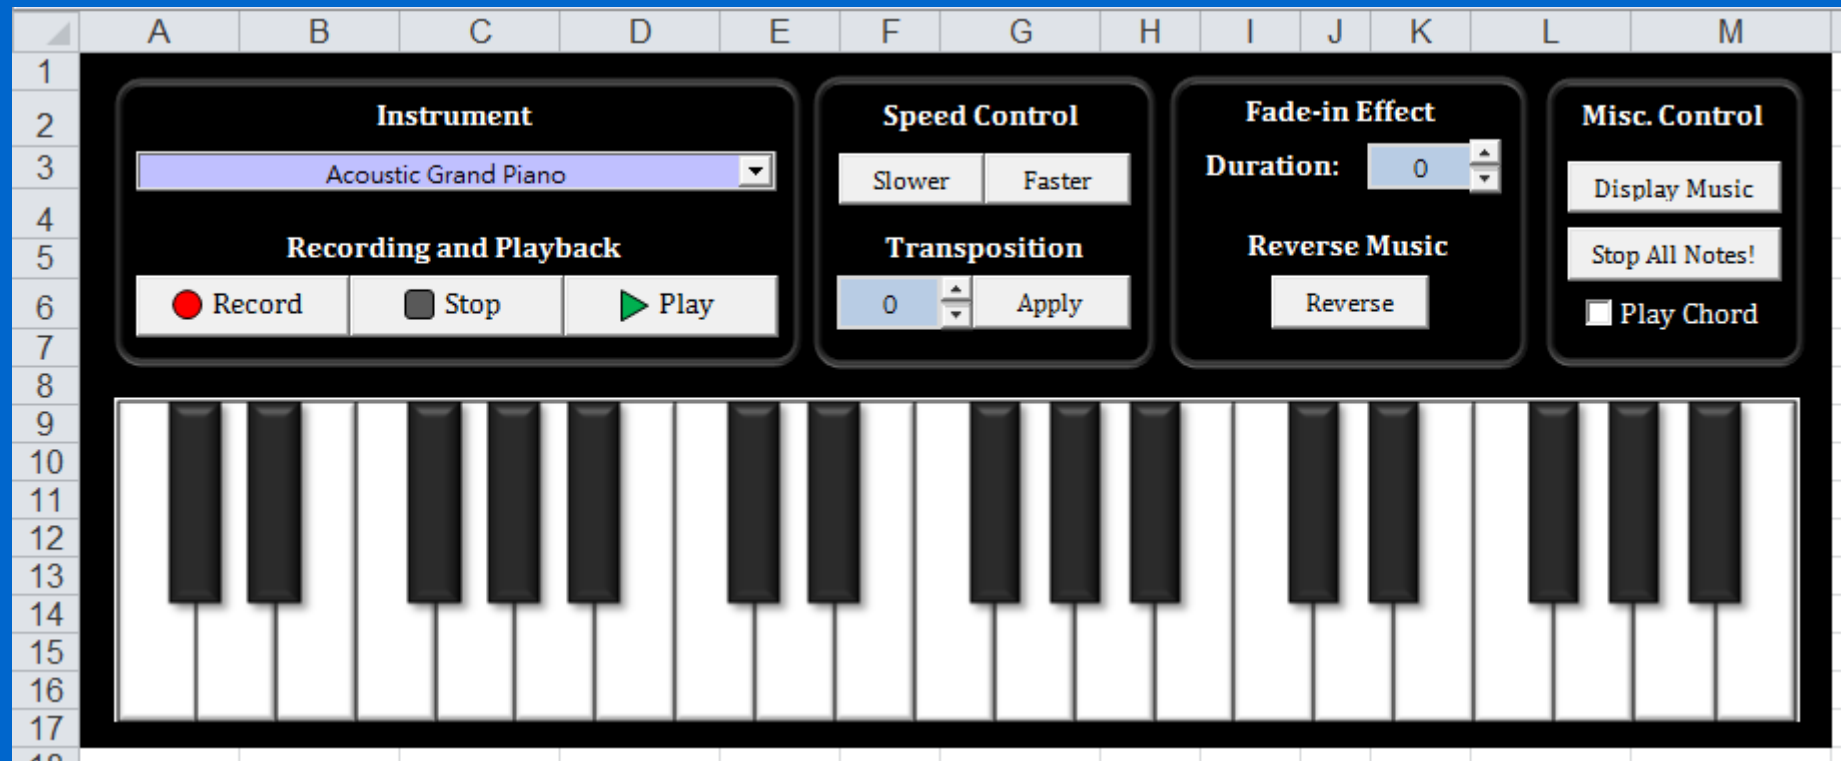 A B C D E F G H I J K L M
1
2
3
4
5
6
7
8
9
10
11
12
13
14
15
16
17
Instrument
Acoustic Grand Piano
Recording and Playback
Record Stop Play
Speed Control
Slower Faster
Transposition
0 Apply
Fade-in Effect
Duration: 0
Reverse Music
Reverse
Misc. Control
Display Music
Stop All Notes!
Play Chord